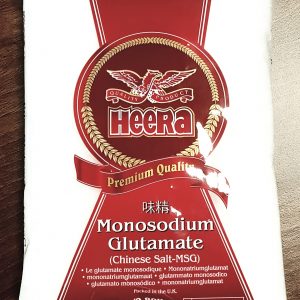 QUALITY PRODUCT
HEERA
Premium Quality
味精
Monosodium
Glutamate
(Chinese Salt-MSG)
• Le glutamate monosodique • Mononatriumglutamat
• mononatriumglutamaat • glutammato monosodico
• glutamato monosódico • mononatriumglutamat
Packed in the U.K.